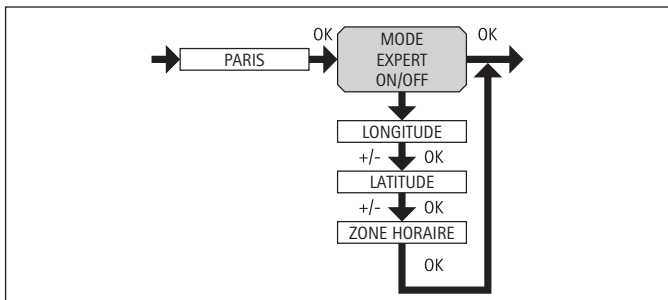 OK
MODE
EXPERT
ON/OFF
OK
PARIS
LONGITUDE
+/- OK
LATITUDE
+/- OK
ZONE HORAIRE
OK